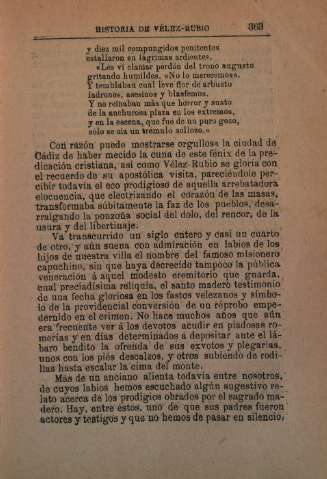 HISTORIA DE VÉLEZ-RUBIO 363
y diez mil compungidos penitentes
estallaron en lágrimas ardientes.
«Les ví clamar perdón del trono augusto
gritando humildes, «No lo merecemos».
Y temblaban cual leve flor de arbusto
ladrones, asesinos y blasfemos.
Y no reinaban más que horror y susto
de la anchurosa plaza en los extremos,
y en la escena, que fué de un puro gozo,
sólo se oía un trémulo sollozo.»
Con razón puede mostrarse orgullosa la ciudad de
Cádiz de haber mecido la cuna de este fénix de la pre-
dicación cristiana, así como Vélez-Rubio se gloria con
el recuerdo de su apostólica visita, pareciéndole per-
cibir todavía el eco prodigioso de aquella arrebatadora
elocuencia, que electrizando el corazón de las masas,
transformaba súbitamente la faz de los pueblos, desa-
rraigando la ponzoña social del dolo, del rencor, de la
usura y del libertinaje.
Va transcurrido un siglo entero y casi un cuarto
de otro, y aún suena con admiración en labios de los
hijos de nuestra villa el nombre del famoso misionero
capuchino, sin que haya decrecido tampoco la pública
veneración á aquel modesto eremitorio que guarda,
cual preciadísima reliquia, el santo madero testimonio
de una fecha gloriosa en los fastos velezanos y símbo-
lo de la providencial conversión de un réprobo empe-
dernido en el crimen. No hace muchos años que aún
era frecuente ver á los devotos acudir en piadosas ro-
merías y en días determinados á depositar ante el lá-
baro bendito la ofrenda de sus exvotos y plegarias,
unos con los piés descalzos, y otros subiendo de rodi-
llas hasta escalar la cima del monte.
Más de un anciano alienta todavía entre nosotros,
de cuyos labios hemos escuchado algún sugestivo re-
lato acerca de los prodigios obrados por el sagrado ma-
dero. Hay, entre éstos, uno de que sus padres fueron
actores y testigos y que no hemos de pasar en silencio,